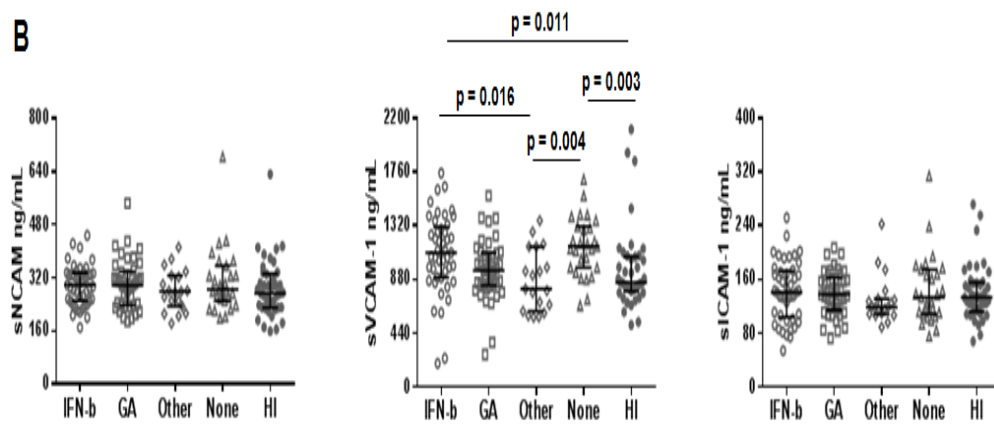 B
p = 0.011
p = 0.003
p = 0.016
p = 0.004
sNCAM ng/mL
800
640
480
320
160
0
IFN-b GA Other None HI
sVCAM-1 ng/mL
2200
1760
1320
880
440
0
IFN-b GA Other None HI
sICAM-1 ng/mL
400
320
240
160
80
0
IFN-b GA Other None HI